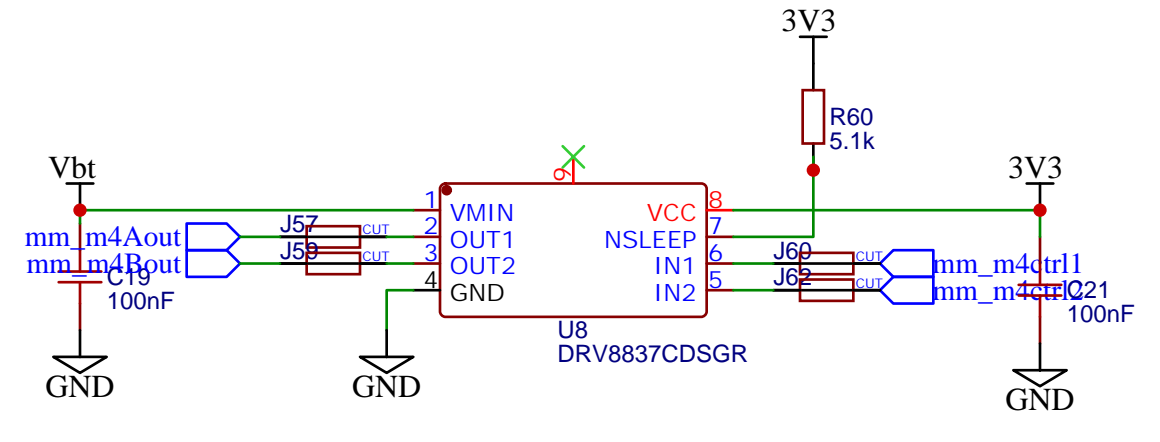 3V3
R60
5.1k
Vbt
3V3
9
1
VMIN
VCC
8
J57
CUT
2
OUT1
NSLEEP
7
mm_m4Aout
J59
CUT
3
OUT2
IN1
6
J60
CUT
mm_m4Bout
mm_m4ctrl1
C19
100nF
4
GND
IN2
5
J62
CUT
mm_m4ctrl2
C21
100nF
U8
DRV8837CDSGR
GND
GND
GND